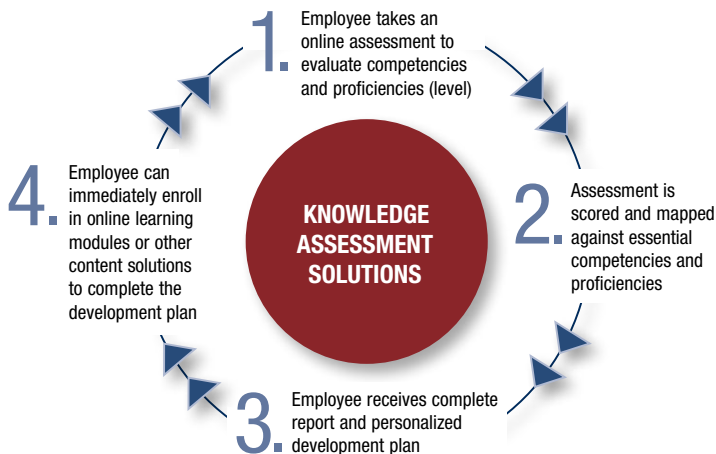 1.
Employee takes an
online assessment to
evaluate competencies
and proficiencies (level)
2.
Assessment is
scored and mapped
against essential
competencies and
proficiencies
3.
Employee receives complete
report and personalized
development plan
4.
Employee can
immediately enroll
in online learning
modules or other
content solutions
to complete the
development plan
KNOWLEDGE
ASSESSMENT
SOLUTIONS